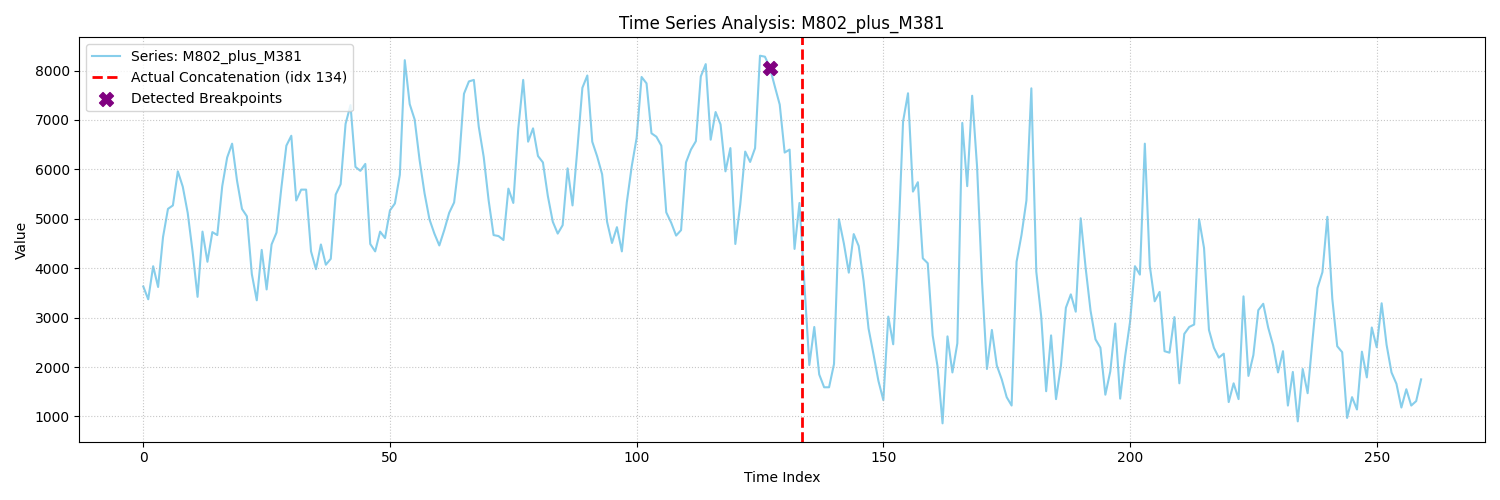 Time Series Analysis: M802_plus_M381
Series: M802_plus_M381
Actual Concatenation (idx 134)
Detected Breakpoints
8000
7000
6000
5000
4000
3000
2000
1000
Value
0 50 100 150 200 250
Time Index